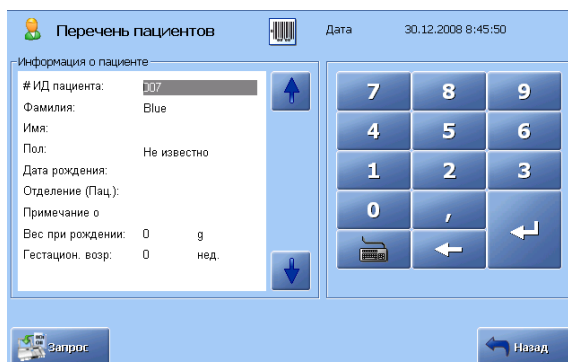 Перечень пациентов
Дата 30.12.2008 8:45:50
Информация о пациенте
# ИД пациента: 007
Фамилия: Blue
Имя:
Пол: Не известно
Дата рождения:
Отделение (Пац.):
Примечание о
Вес при рождении: 0 g
Гестацион. возр: 0 нед.
7 8 9
4 5 6
1 2 3
0 ,
Запрос
Назад